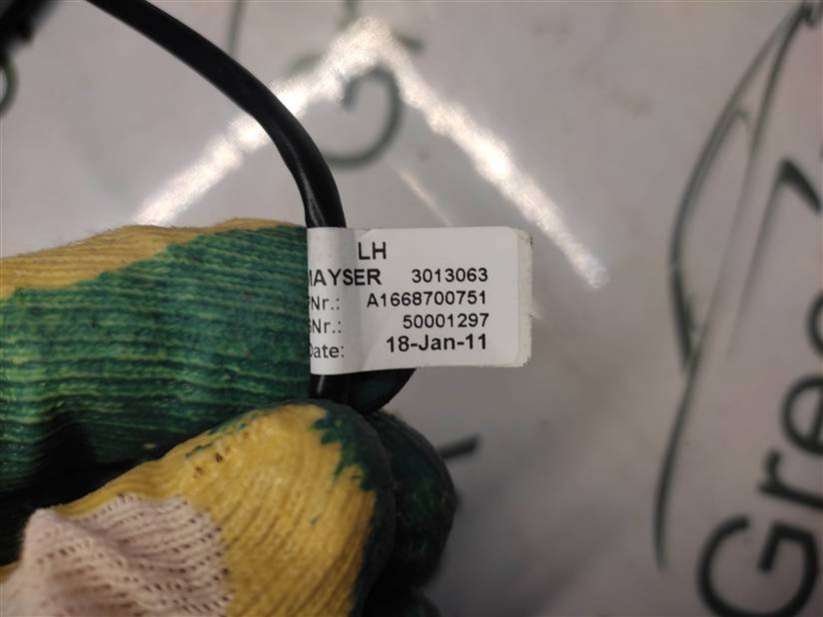 LH
MAYSER 3013063
Nr.: A1668700751
Nr.: 50001297
Date: 18-Jan-11
Gree